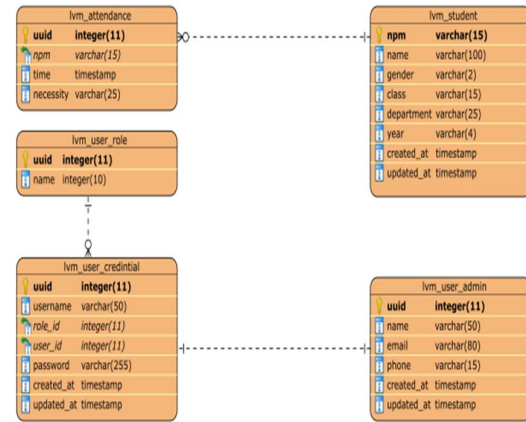 lvm_attendance
uuid integer(11)
npm varchar(15)
time timestamp
necessity varchar(25)
lvm_student
npm varchar(15)
name varchar(100)
gender varchar(2)
class varchar(15)
department varchar(25)
year varchar(4)
created_at timestamp
updated_at timestamp
lvm_user_role
uuid integer(11)
name integer(10)
lvm_user_credintial
uuid integer(11)
username varchar(50)
role_id integer(11)
user_id integer(11)
password varchar(255)
created_at timestamp
updated_at timestamp
lvm_user_admin
uuid integer(11)
name varchar(50)
email varchar(80)
phone varchar(15)
created_at timestamp
updated_at timestamp